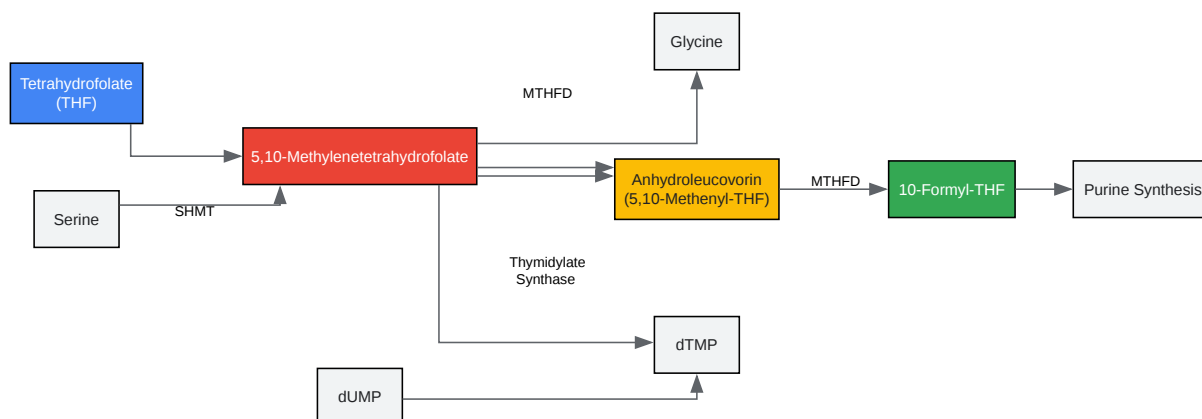 Glycine
Tetrahydrofolate
(THF)
MTHFD
5,10-Methylenetetrahydrofolate
Anhydroleucovorin
(5,10-Methenyl-THF)
MTHFD
10-Formyl-THF
Purine Synthesis
Serine
SHMT
Thymidylate
Synthase
dTMP
dUMP